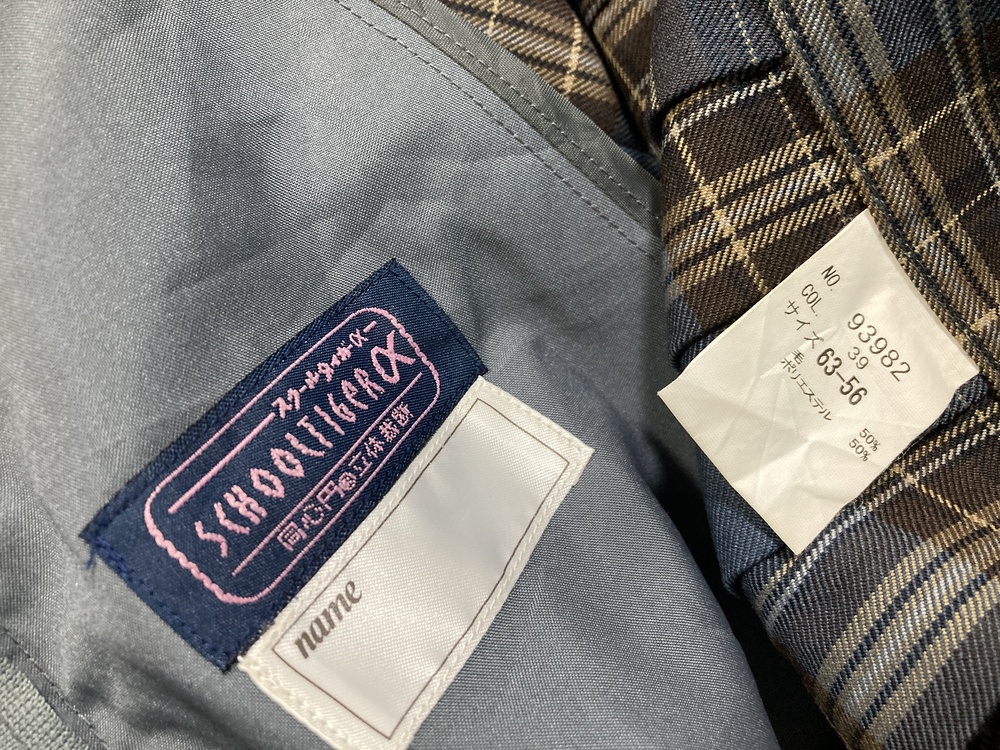 スクールタイガーα
SCHOOLTIGER α
同心円の立体裁断
name
NO. 93982
COL. 39
サイズ 63-56
毛 50%
ポリエステル 50%